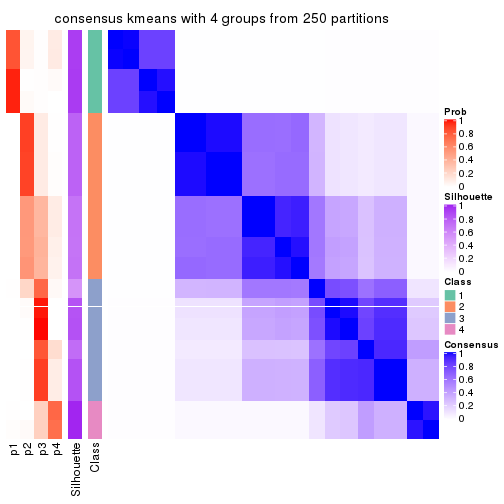 consensus kmeans with 4 groups from 250 partitions
Prob
1
0.8
0.6
0.4
0.2
0
Silhouette
1
0.8
0.6
0.4
0.2
0
Class
1
2
3
4
Consensus
1
0.8
0.6
0.4
0.2
0
p1
p2
p3
p4
Silhouette
Class